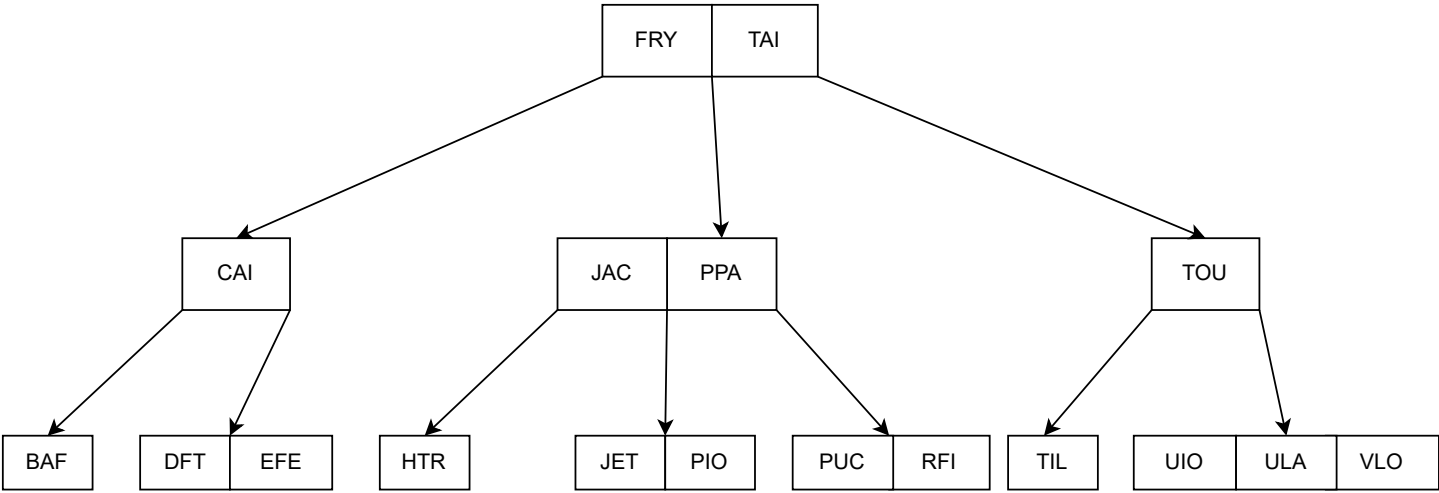 FRY TAI
CAI JAC PPA TOU
BAF DFT EFE HTR JET PIO PUC RFI TIL UIO ULA VLO